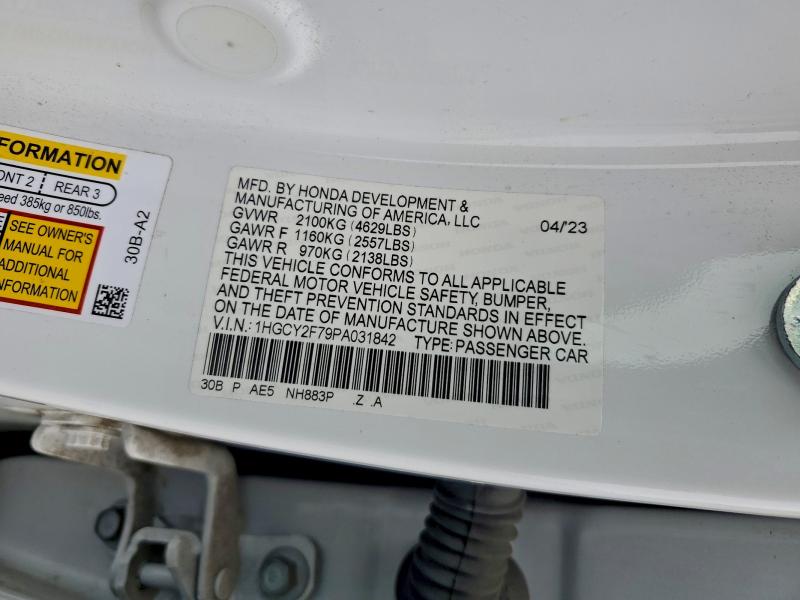 FORMATION
ONT 2 REAR 3
eed 385kg or 850lbs.
SEE OWNER'S
MANUAL FOR
ADDITIONAL
INFORMATION
30B-A2
MFD. BY HONDA DEVELOPMENT &
MANUFACTURING OF AMERICA, LLC 04/'23
GVWR 2100KG (4629LBS)
GAWR F 1160KG (2557LBS)
GAWR R 970KG (2138LBS)
THIS VEHICLE CONFORMS TO ALL APPLICABLE
FEDERAL MOTOR VEHICLE SAFETY, BUMPER,
AND THEFT PREVENTION STANDARDS IN EFFECT
ON THE DATE OF MANUFACTURE SHOWN ABOVE.
V.I.N.: 1HGCY2F79PA031842 TYPE: PASSENGER CAR
30B P AE5 NH883P .Z .A